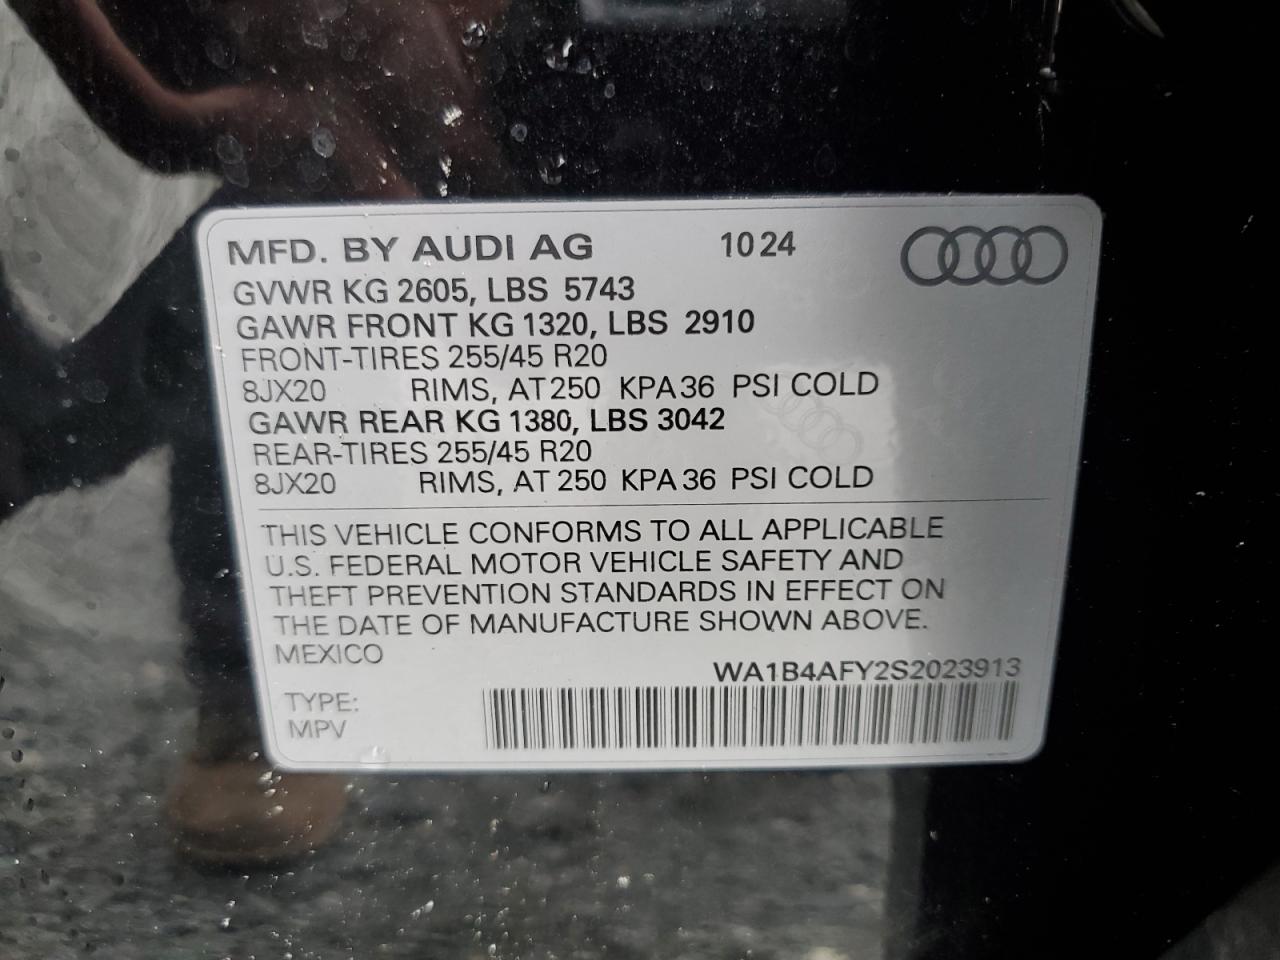 MFD. BY AUDI AG 10 24
GVWR KG 2605, LBS 5743
GAWR FRONT KG 1320, LBS 2910
FRONT-TIRES 255/45 R20
8JX20 RIMS, AT 250 KPA 36 PSI COLD
GAWR REAR KG 1380, LBS 3042
REAR-TIRES 255/45 R20
8JX20 RIMS, AT 250 KPA 36 PSI COLD
THIS VEHICLE CONFORMS TO ALL APPLICABLE
U.S. FEDERAL MOTOR VEHICLE SAFETY AND
THEFT PREVENTION STANDARDS IN EFFECT ON
THE DATE OF MANUFACTURE SHOWN ABOVE.
MEXICO
WA1B4AFY2S2023913
TYPE:
MPV